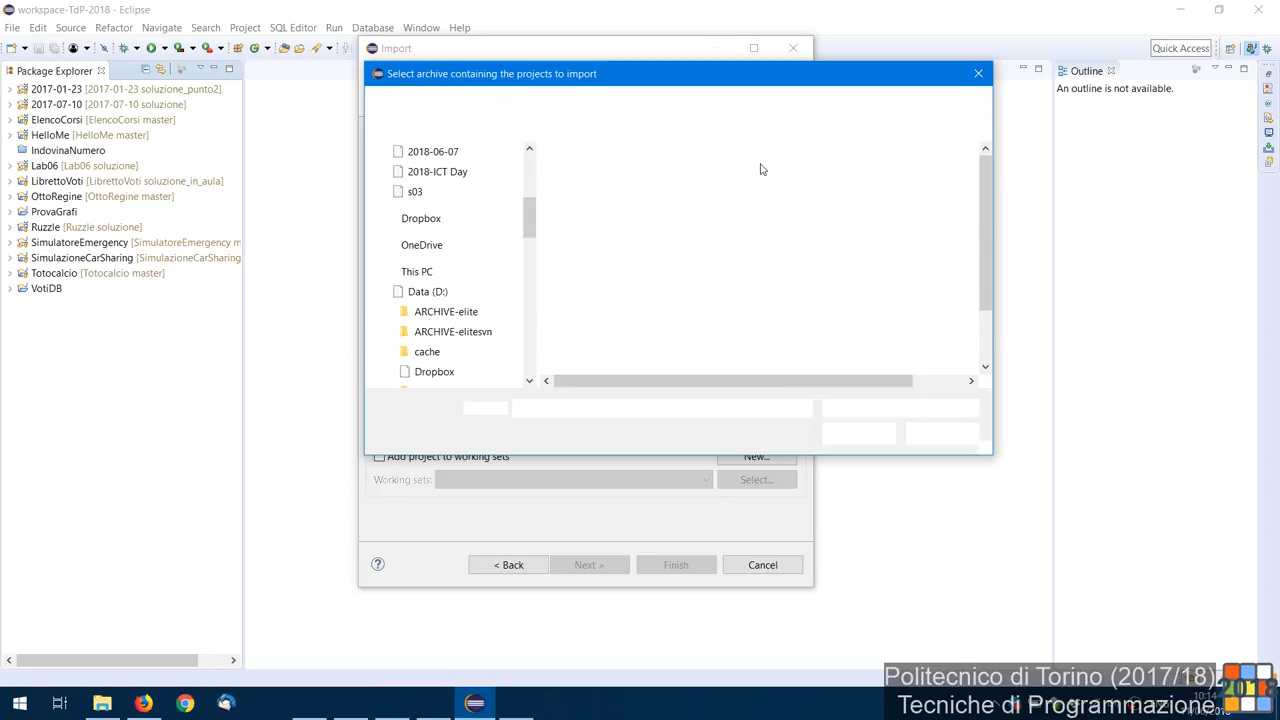 workspace-TdP-2018 - Eclipse
File Edit Source Refactor Navigate Search Project Run SQL Editor Run Database Window Help
Quick Access
Package Explorer
2017-01-23 [2017-01-23 soluzione_punto2]
2017-07-10 [2017-07-10 soluzione]
ElencoCorsi [ElencoCorsi master]
HelloMe [HelloMe master]
IndovinaNumero
Lab06 [Lab06 soluzione]
LibrettoVoti [LibrettoVoti soluzione_in_aula]
OttoRegine [OttoRegine master]
ProvaGrafi
Ruzzle [Ruzzle soluzione]
SimulatoreEmergency [SimulatoreEmergency m
SimulazioneCarSharing [SimulazioneCarSharing
Totocalcio [Totocalcio master]
VotiDB
Import
Select archive containing the projects to import
2018-06-07
2018-ICT Day
s03
Dropbox
OneDrive
This PC
Data (D:)
ARCHIVE-elite
ARCHIVE-elitesvn
cache
Dropbox
Add project to working sets
New...
Working sets:
Select...
?
< Back
Next >
Finish
Cancel
Outline
An outline is not available.
Politecnico di Torino (2017/18)
Tecniche di Programmazione
2018
10:14